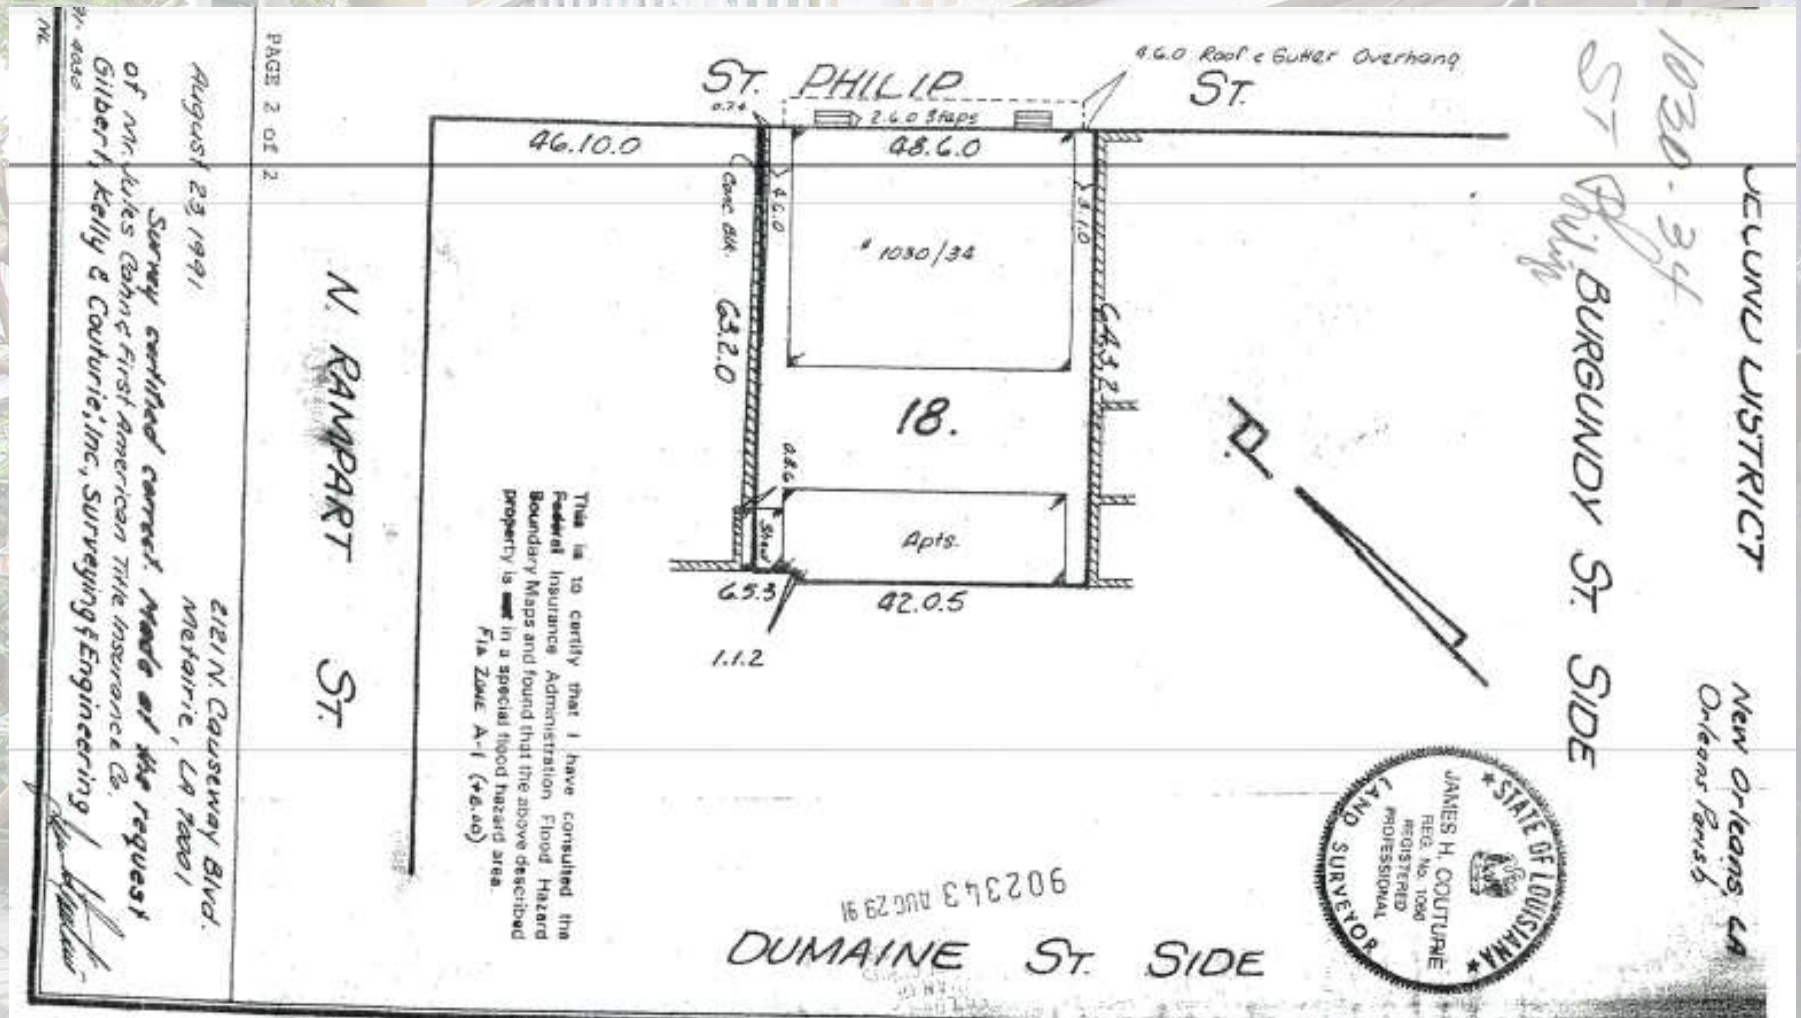 1030-34
ST
SECOND DISTRICT
New Orleans, LA
Orleans Parish
BURGUNDY ST. SIDE
ST. PHILIP
ST.
4.6.0 Roof & Gutter Overhang
2.6.0 Steps
46.10.0
48.6.0
4.6.0
3.1.0
Conc. Blk.
# 1030/34
63.2.0
64.3.2
18.
0.8.6
Shed
Apts.
6.5.3
42.0.5
1.1.2
N. RAMPART ST.
This is to certify that I have consulted the
Federal Insurance Administration Flood Hazard
Boundary Maps and found that the above described
property is in a special flood hazard area.
Fia ZONE A-1
902343 AUG 29 91
DUMAINE ST. SIDE
STATE OF LOUISIANA
JAMES H. COUTURIE
REG. No. 1080
REGISTERED
PROFESSIONAL
LAND SURVEYOR
PAGE 2 of 2
August 23, 1991
2121 N. Causeway Blvd.
Metairie, LA 70001
Survey certified correct. Made at the request
of Mr. Jules Cahn & First American Title Insurance Co.
Gilbert, Kelly & Couturie, Inc., Surveying & Engineering